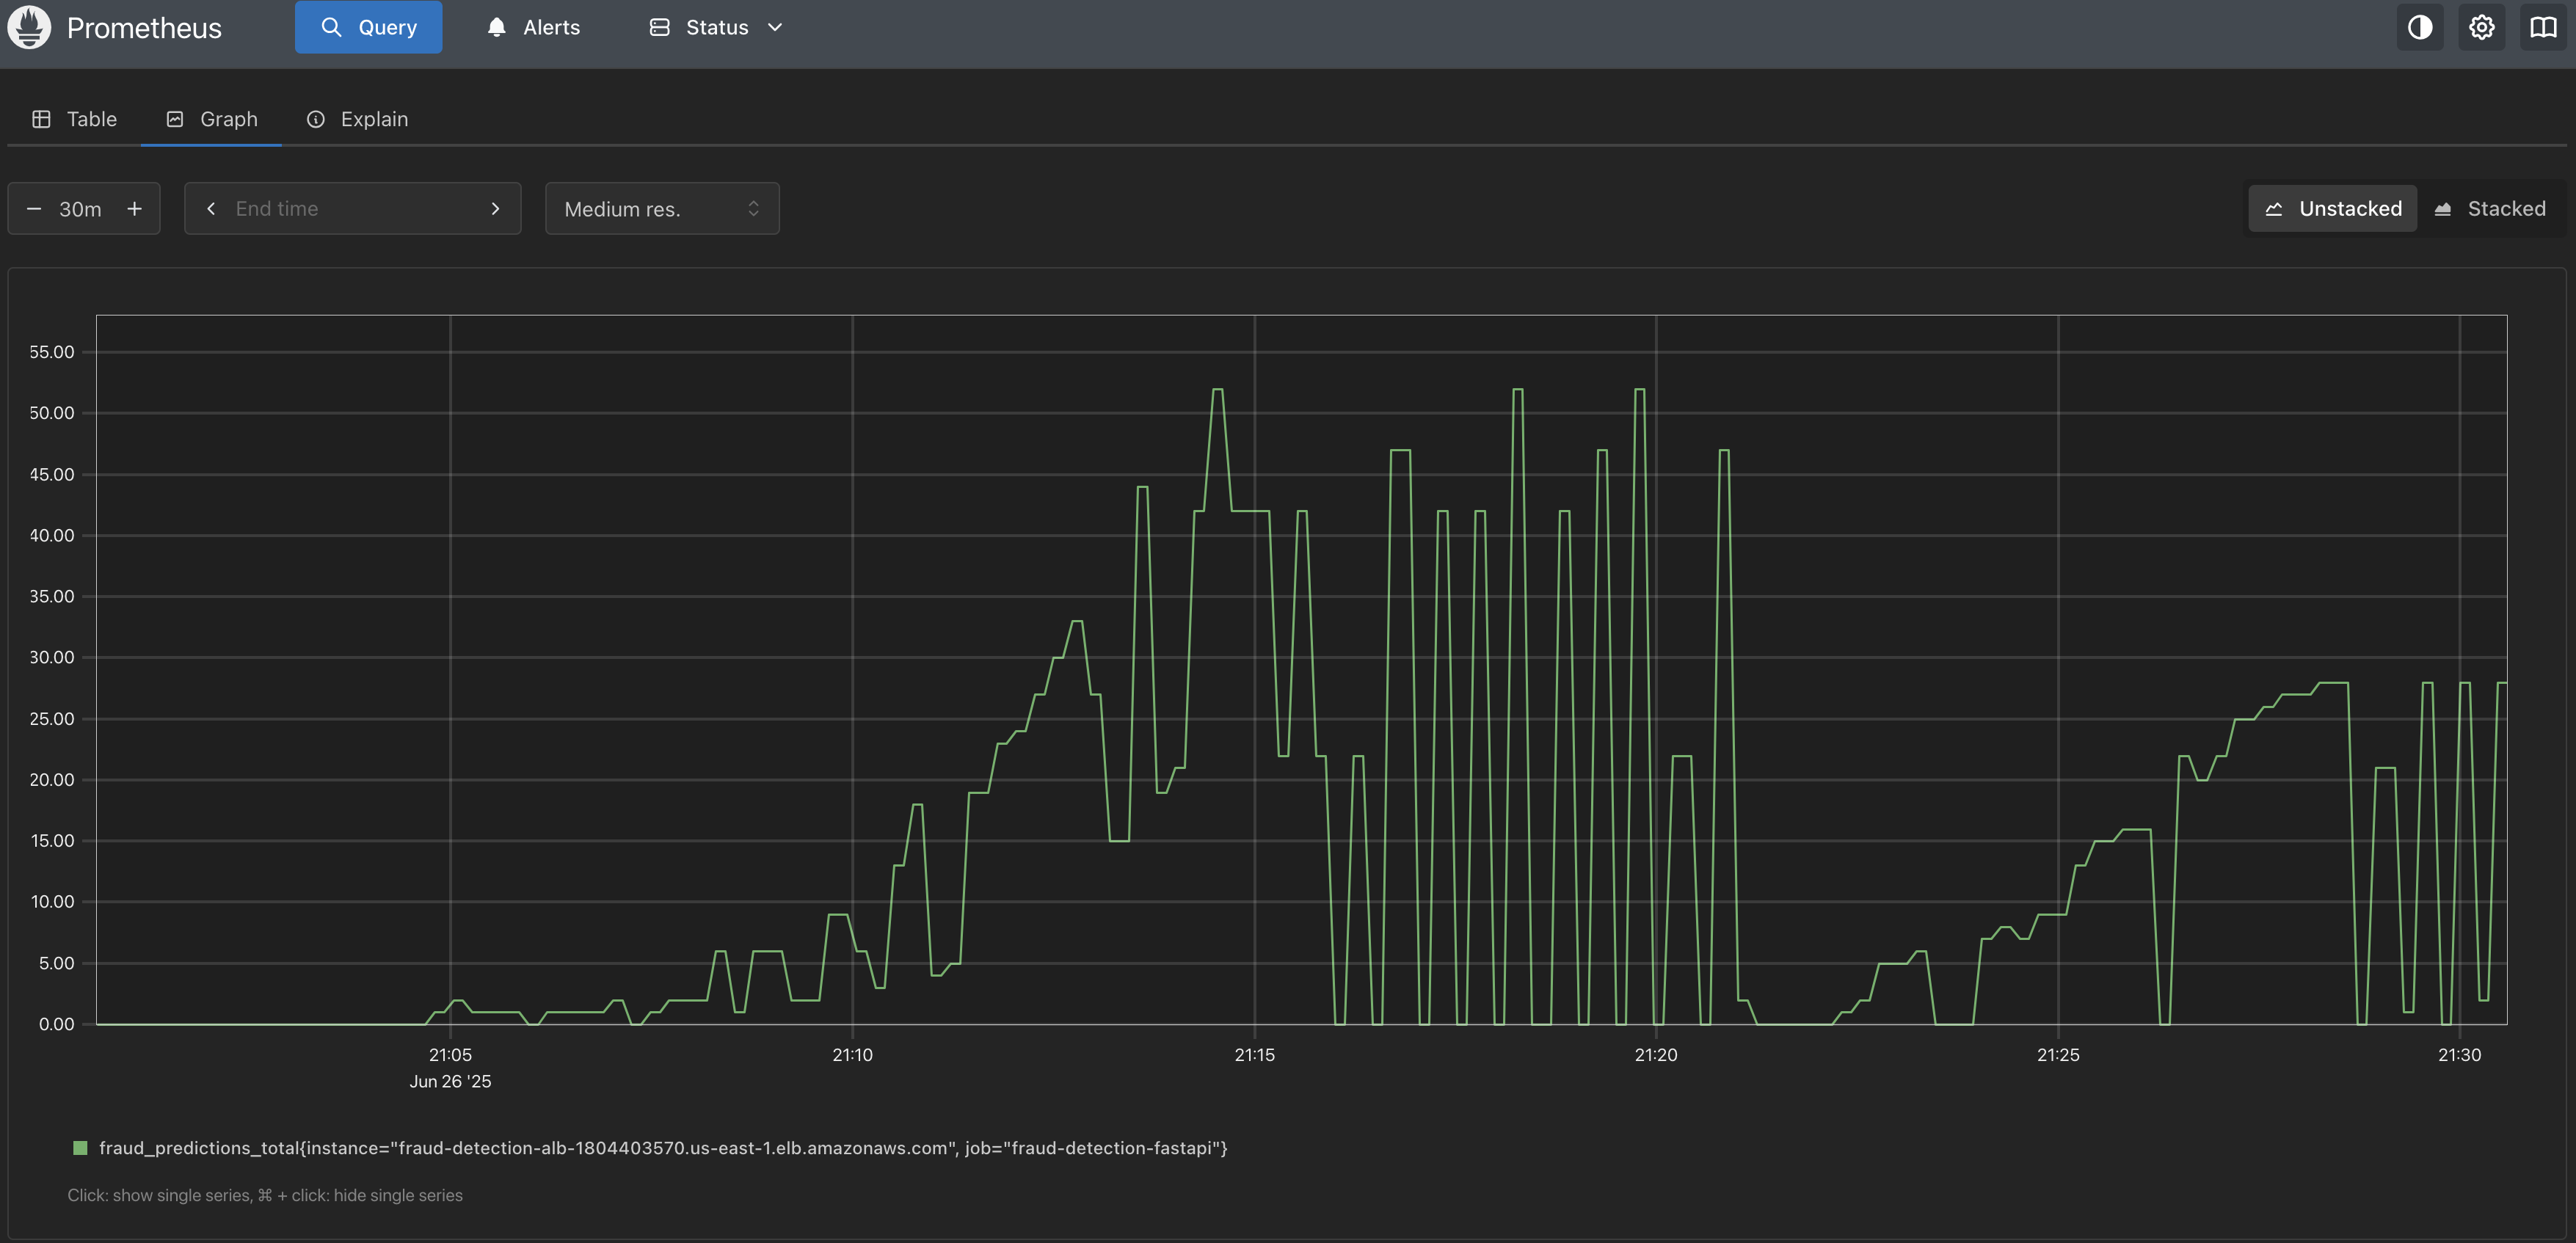 Prometheus Query Alerts Status
Table Graph Explain
30m End time Medium res. Unstacked Stacked
55.00
50.00
45.00
40.00
35.00
30.00
25.00
20.00
15.00
10.00
5.00
0.00
21:05 21:10 21:15 21:20 21:25 21:30
Jun 26 '25
fraud_predictions_total{instance="fraud-detection-alb-1804403570.us-east-1.elb.amazonaws.com", job="fraud-detection-fastapi"}
Click: show single series, ⌘ + click: hide single series